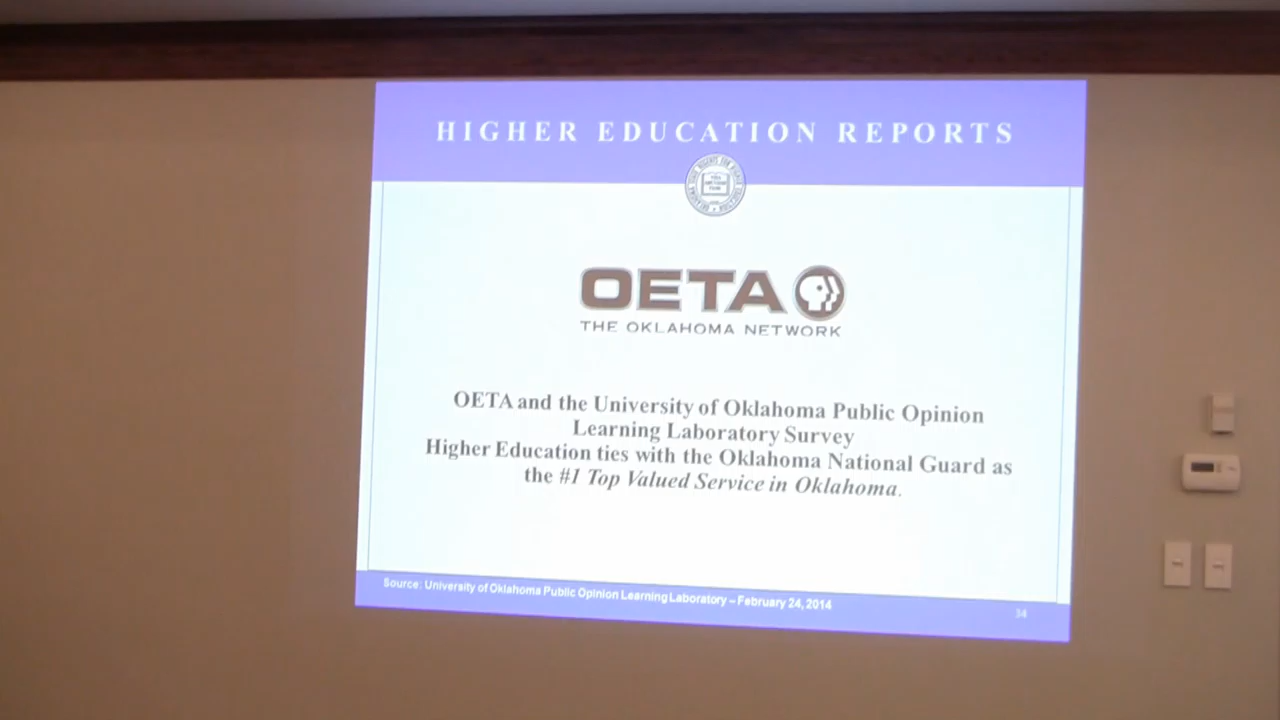 HIGHER EDUCATION REPORTS
OETA
THE OKLAHOMA NETWORK
OETA and the University of Oklahoma Public Opinion
Learning Laboratory Survey
Higher Education ties with the Oklahoma National Guard as
the #1 Top Valued Service in Oklahoma.
Source: University of Oklahoma Public Opinion Learning Laboratory – February 24, 2014
34